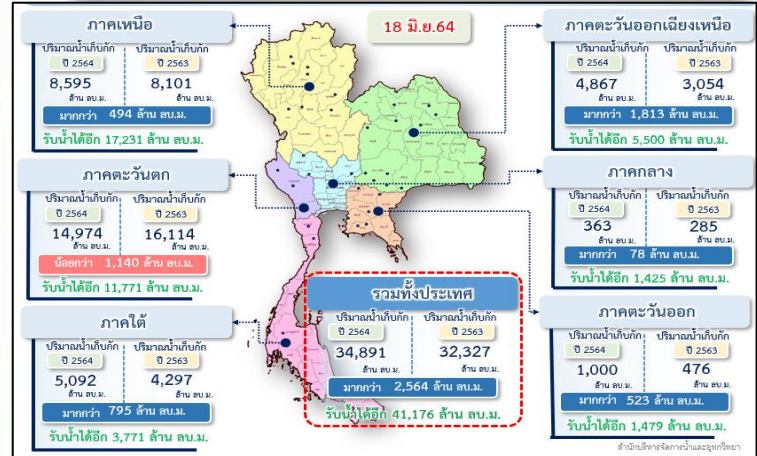 18 มิ.ย.64
ภาคเหนือ
ปริมาณน้ำเก็บกัก ปริมาณน้ำเก็บกัก
ปี 2564 ปี 2563
8,595 8,101
ล้าน ลบ.ม. ล้าน ลบ.ม.
มากกว่า 494 ล้าน ลบ.ม.
รับน้ำได้อีก 17,231 ล้าน ลบ.ม.
ภาคตะวันออกเฉียงเหนือ
ปริมาณน้ำเก็บกัก ปริมาณน้ำเก็บกัก
ปี 2564 ปี 2563
4,867 3,054
ล้าน ลบ.ม. ล้าน ลบ.ม.
มากกว่า 1,813 ล้าน ลบ.ม.
รับน้ำได้อีก 5,500 ล้าน ลบ.ม.
ภาคตะวันตก
ปริมาณน้ำเก็บกัก ปริมาณน้ำเก็บกัก
ปี 2564 ปี 2563
14,974 16,114
ล้าน ลบ.ม. ล้าน ลบ.ม.
น้อยกว่า 1,140 ล้าน ลบ.ม.
รับน้ำได้อีก 11,771 ล้าน ลบ.ม.
ภาคกลาง
ปริมาณน้ำเก็บกัก ปริมาณน้ำเก็บกัก
ปี 2564 ปี 2563
363 285
ล้าน ลบ.ม. ล้าน ลบ.ม.
มากกว่า 78 ล้าน ลบ.ม.
รับน้ำได้อีก 1,425 ล้าน ลบ.ม.
ภาคใต้
ปริมาณน้ำเก็บกัก ปริมาณน้ำเก็บกัก
ปี 2564 ปี 2563
5,092 4,297
ล้าน ลบ.ม. ล้าน ลบ.ม.
มากกว่า 795 ล้าน ลบ.ม.
รับน้ำได้อีก 3,771 ล้าน ลบ.ม.
รวมทั้งประเทศ
ปริมาณน้ำเก็บกัก ปริมาณน้ำเก็บกัก
ปี 2564 ปี 2563
34,891 32,327
ล้าน ลบ.ม. ล้าน ลบ.ม.
มากกว่า 2,564 ล้าน ลบ.ม.
รับน้ำได้อีก 41,176 ล้าน ลบ.ม.
ภาคตะวันออก
ปริมาณน้ำเก็บกัก ปริมาณน้ำเก็บกัก
ปี 2564 ปี 2563
1,000 476
ล้าน ลบ.ม. ล้าน ลบ.ม.
มากกว่า 523 ล้าน ลบ.ม.
รับน้ำได้อีก 1,479 ล้าน ลบ.ม.
สำนักบริหารจัดการน้ำและอุทกวิทยา